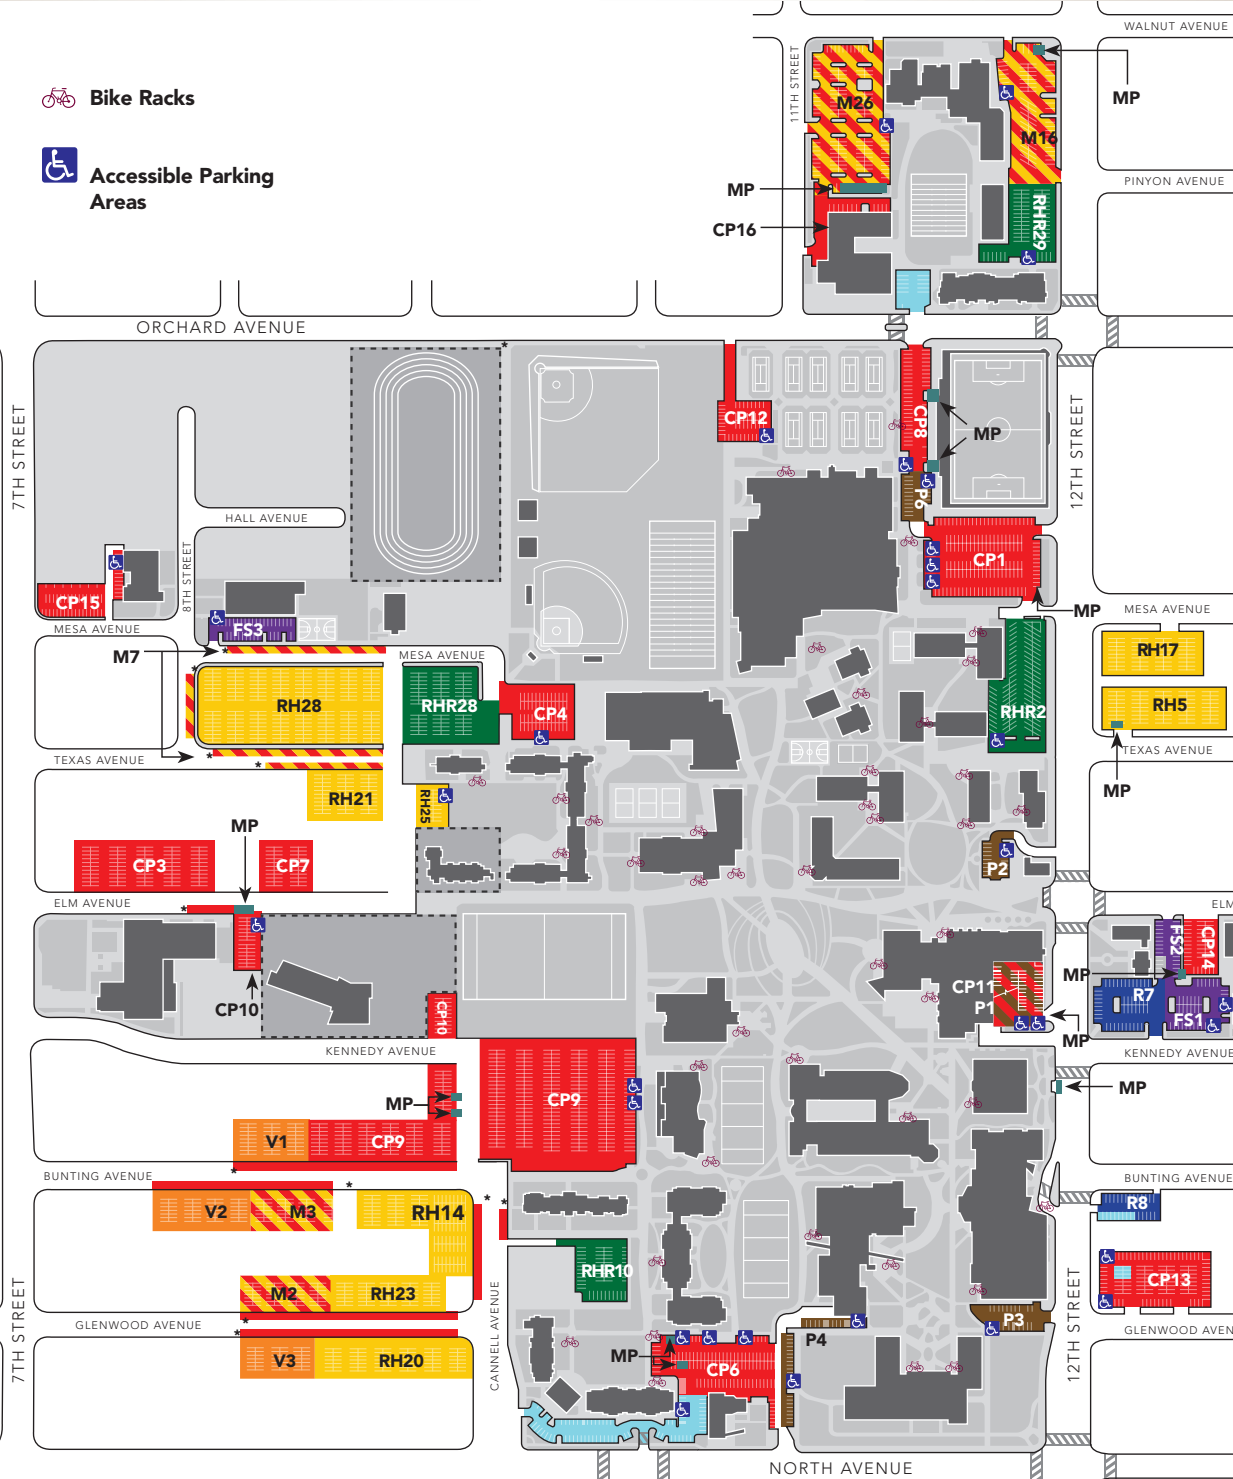 WALNUT AVENUE
Bike Racks
Accessible Parking
Areas
11TH STREET
M26
MP
M16
PINYON AVENUE
MP
CP16
RHR29
ORCHARD AVENUE
7TH STREET
12TH STREET
CP12
CP8
MP
P6
HALL AVENUE
8TH STREET
CP1
CP15
MESA AVENUE
FS3
MP
MESA AVENUE
M7
MESA AVENUE
RH17
RH28
RHR28
CP4
RHR2
RH5
TEXAS AVENUE
TEXAS AVENUE
RH21
RH25
MP
MP
CP3
CP7
P2
ELM AVENUE
ELM
FS2
CP14
CP10
CP10
CP11
P1
MP
R7
FS1
MP
KENNEDY AVENUE
KENNEDY AVENUE
MP
CP9
MP
V1
CP9
BUNTING AVENUE
BUNTING AVENUE
V2
M3
RH14
R8
RHR10
M2
RH23
CP13
GLENWOOD AVENUE
CANNELL AVENUE
P3
GLENWOOD AVEN
7TH STREET
12TH STREET
V3
RH20
MP
CP6
P4
NORTH AVENUE